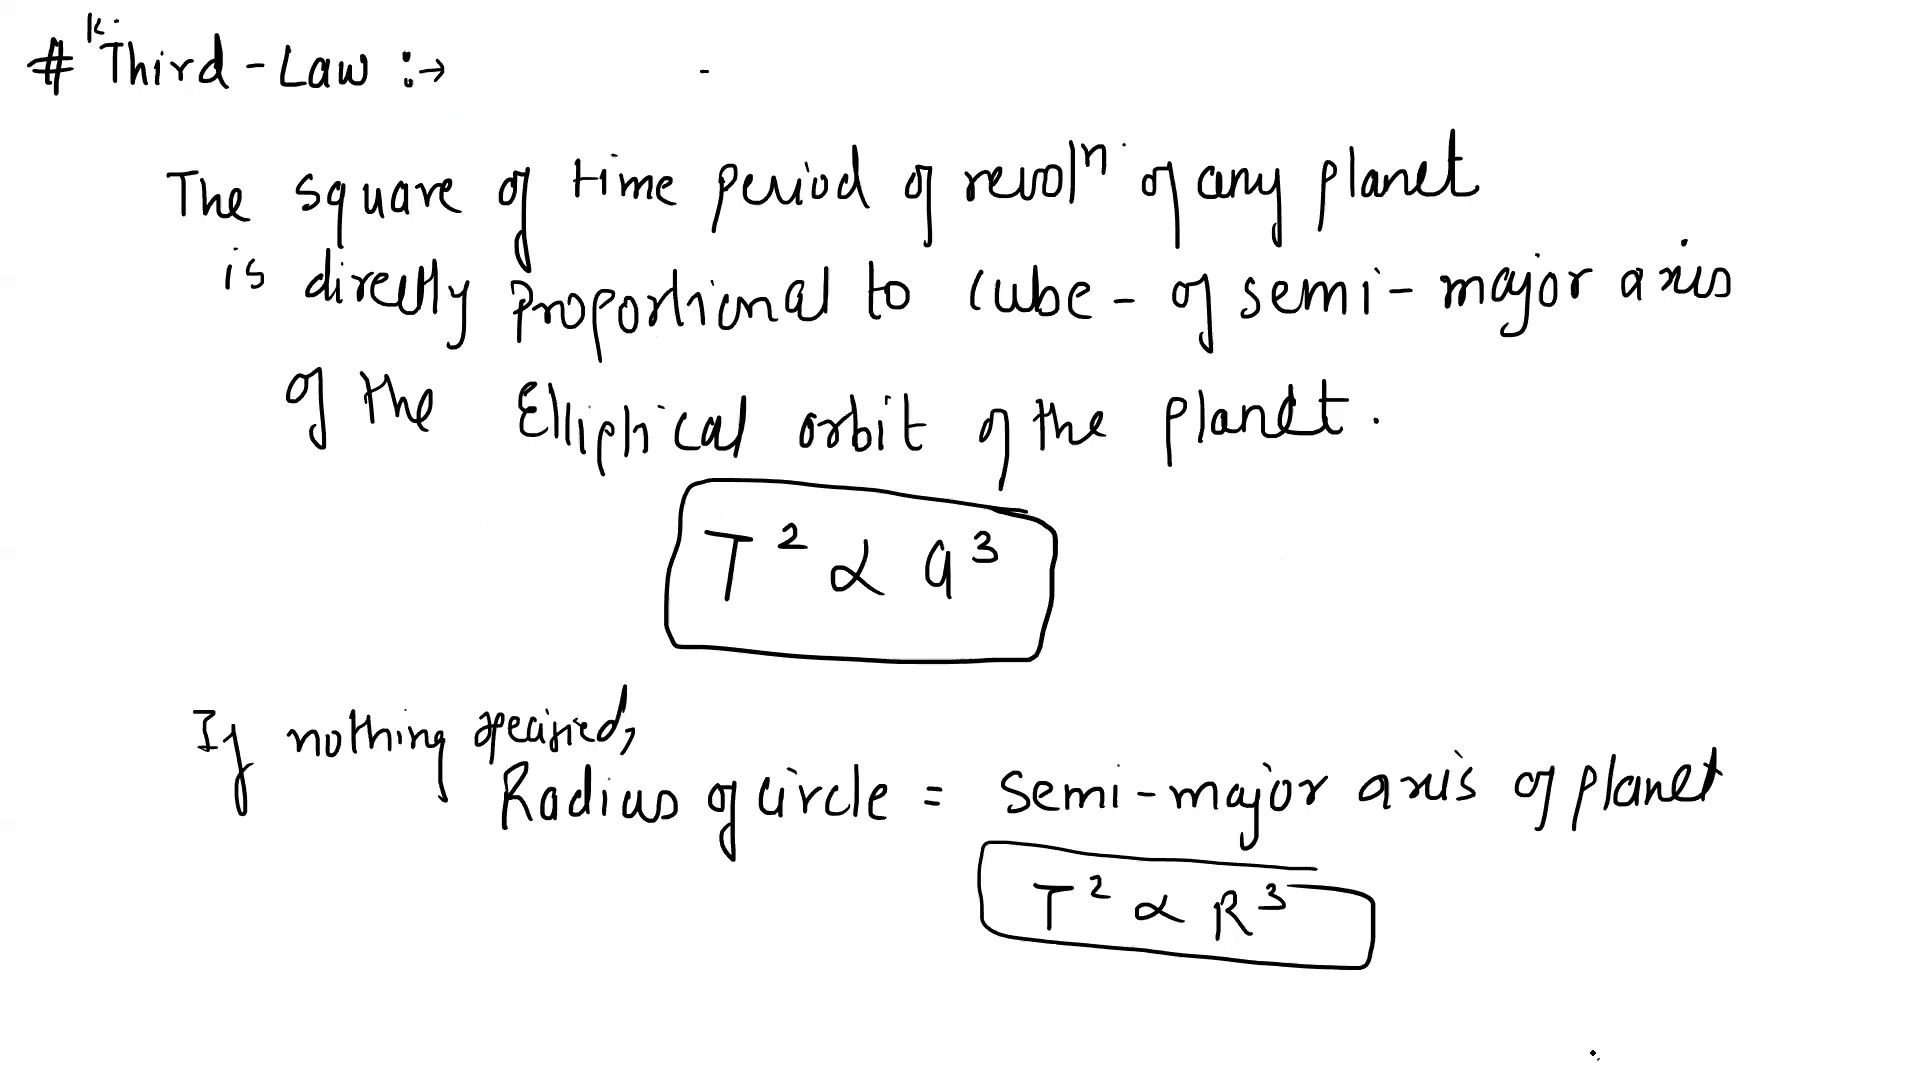 # K. Third-Law :→
The square of time period of revolⁿ of any planet
is directly proportional to cube - of semi-major axis
of the Elliptical orbit of the planet.
T² ∝ a³
If nothing specified,
Radius of circle = semi-major axis of planet
T² ∝ R³